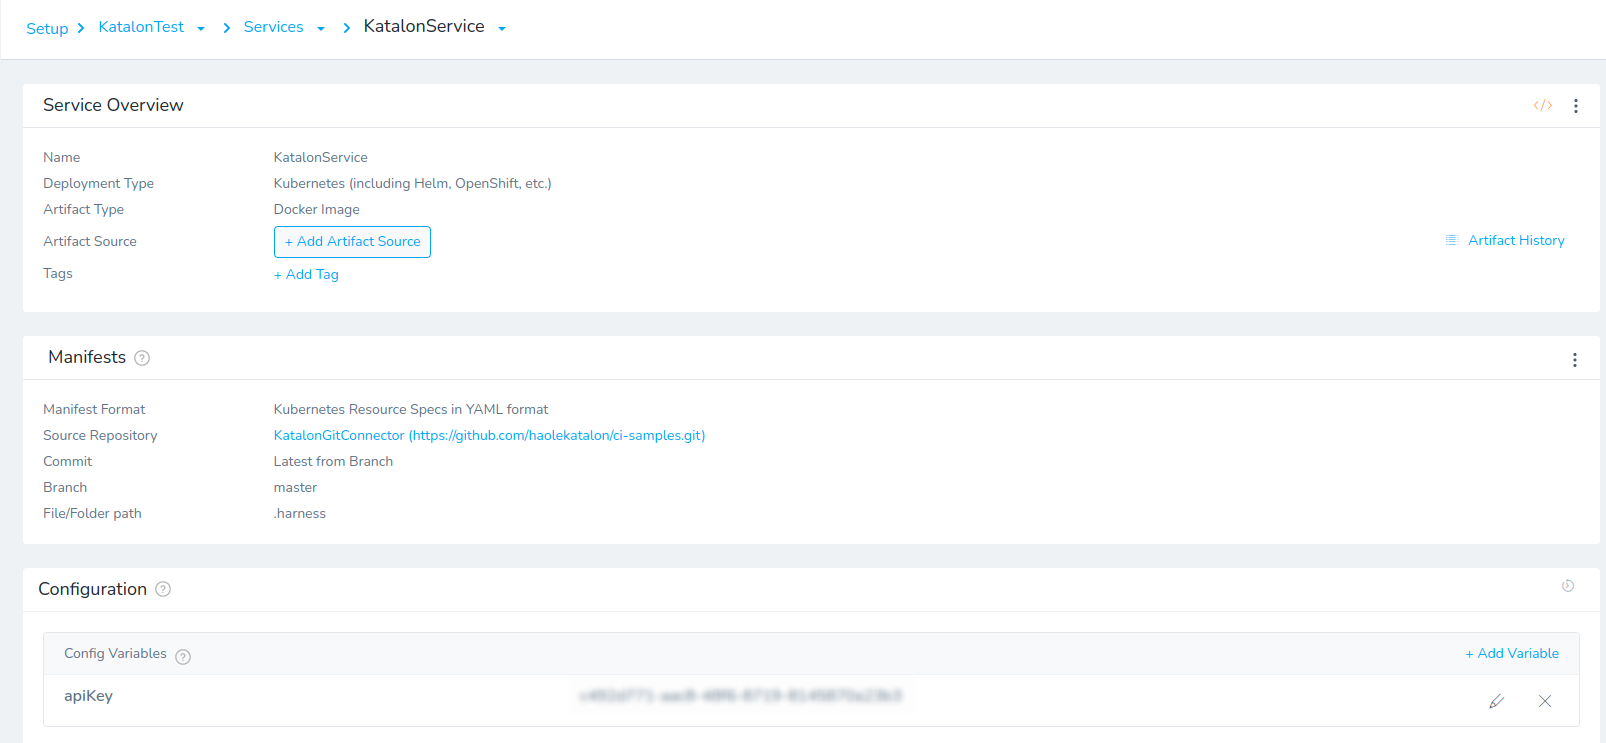 Setup > KatalonTest > Services > KatalonService
Service Overview
</>
Name KatalonService
Deployment Type Kubernetes (including Helm, OpenShift, etc.)
Artifact Type Docker Image
Artifact Source + Add Artifact Source Artifact History
Tags + Add Tag
Manifests ?
Manifest Format Kubernetes Resource Specs in YAML format
Source Repository KatalonGitConnector (https://github.com/haolekatalon/ci-samples.git)
Commit Latest from Branch
Branch master
File/Folder path .harness
Configuration ?
Config Variables ? + Add Variable
apiKey